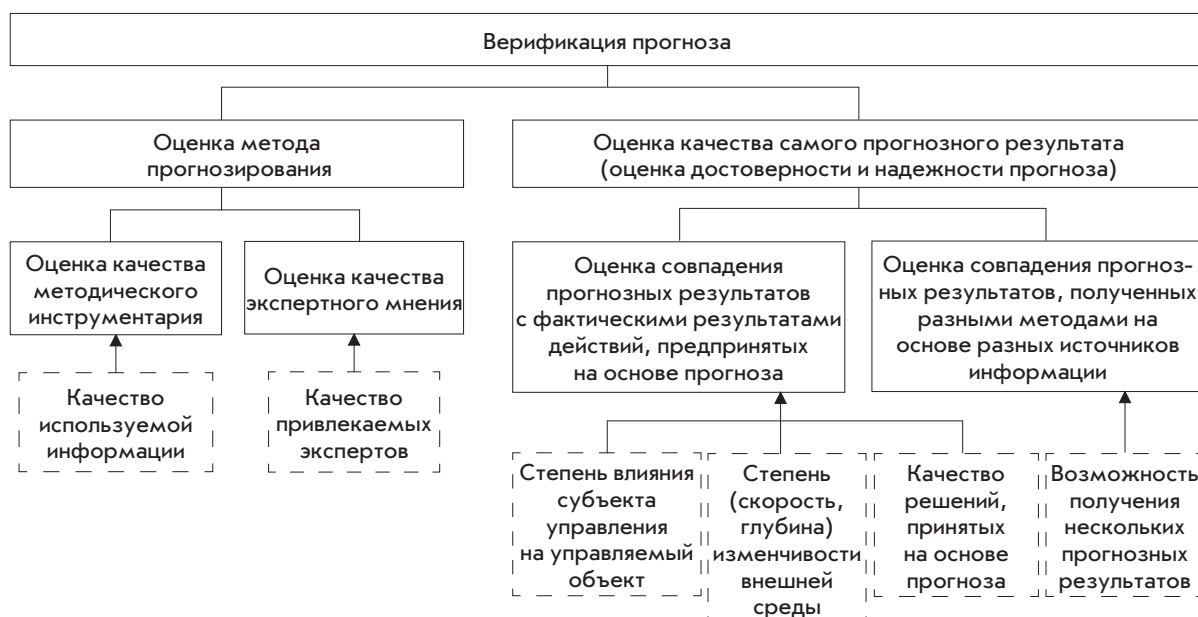 Верификация прогноза
Оценка метода
прогнозирования
Оценка качества самого прогнозного результата
(оценка достоверности и надежности прогноза)
Оценка качества
методического
инструментария
Оценка качества
экспертного мнения
Оценка совпадения
прогнозных результатов
с фактическими результатами
действий, предпринятых
на основе прогноза
Оценка совпадения прогноз-
ных результатов, полученных
разными методами на
основе разных источников
информации
Качество
используемой
информации
Качество
привлекаемых
экспертов
Степень влияния
субъекта
управления
на управляемый
объект
Степень
(скорость,
глубина)
изменчивости
внешней
среды
Качество
решений,
принятых
на основе
прогноза
Возможность
получения
нескольких
прогнозных
результатов